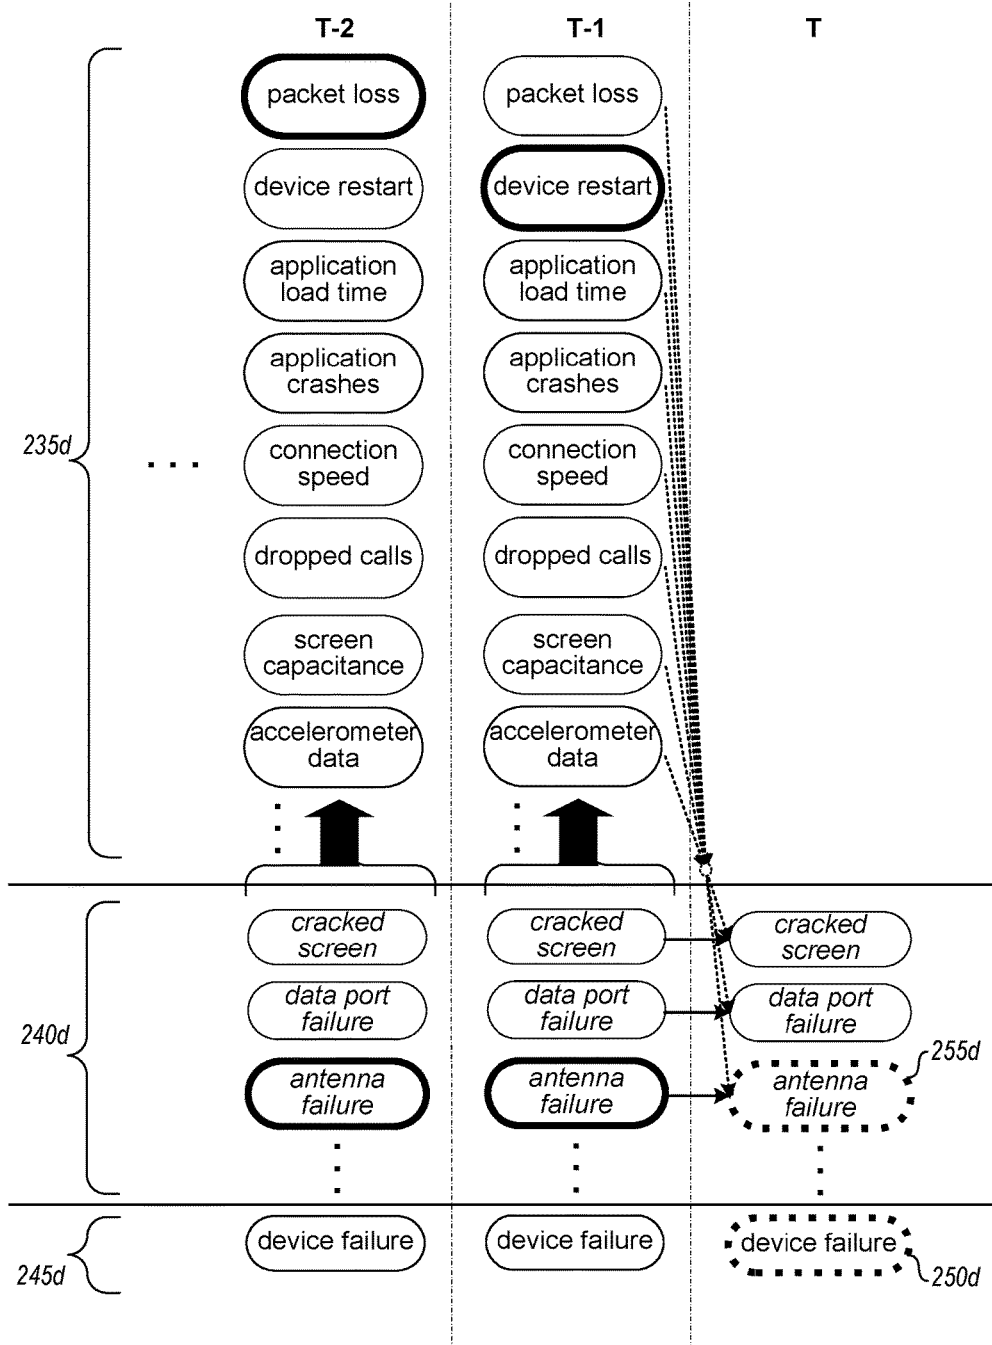 T-2
T-1
T
packet loss
packet loss
device restart
device restart
application
load time
application
load time
application
crashes
application
crashes
235d
connection
speed
connection
speed
dropped calls
dropped calls
screen
capacitance
screen
capacitance
accelerometer
data
accelerometer
data
240d
cracked
screen
cracked
screen
cracked
screen
data port
failure
data port
failure
data port
failure
antenna
failure
antenna
failure
antenna
failure
255d
245d
device failure
device failure
device failure
250d